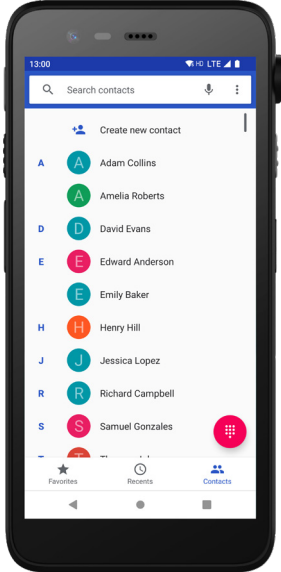 13:00
HD LTE
Search contacts
Create new contact
A A Adam Collins
A Amelia Roberts
D D David Evans
E E Edward Anderson
E Emily Baker
H H Henry Hill
J J Jessica Lopez
R R Richard Campbell
S S Samuel Gonzales
T T
Favorites Recents Contacts